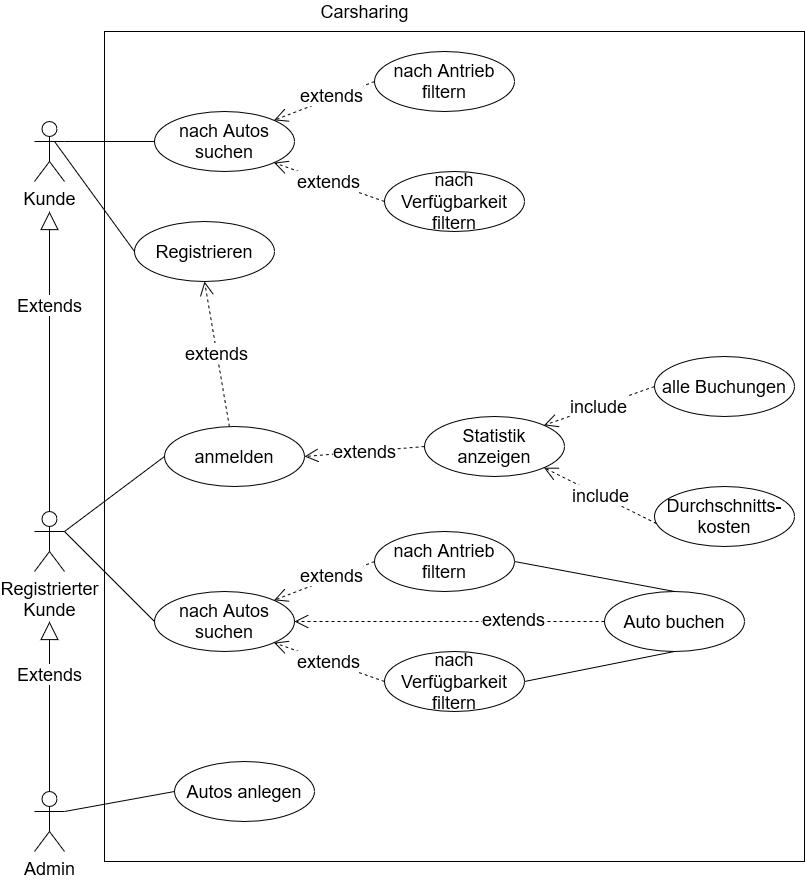 Carsharing
nach Antrieb
filtern
extends
nach Autos
suchen
extends
nach
Verfügbarkeit
filtern
Kunde
Registrieren
Extends
extends
alle Buchungen
include
anmelden
extends
Statistik
anzeigen
include
Durchschnitts-
kosten
nach Antrieb
filtern
extends
Registrierter
Kunde
nach Autos
suchen
extends
Auto buchen
extends
nach
Verfügbarkeit
filtern
Extends
Autos anlegen
Admin